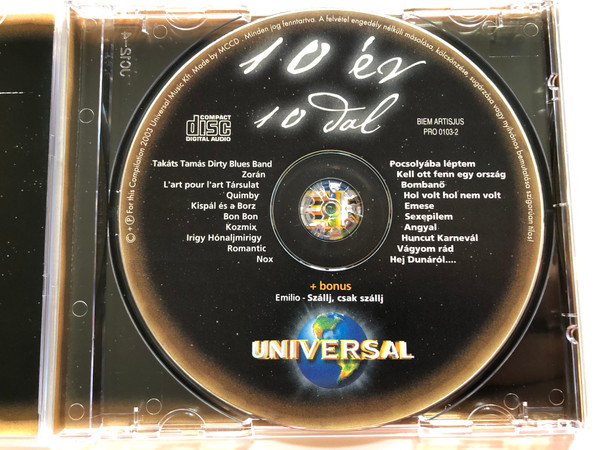 © + ℗ For this Compilation 2003 Universal Music Kft. Made by MCCD · Minden jog fenntartva. A felvétel engedély nélküli másolása, kölcsönzése, sugárzása vagy nyilvános bemutatása szigorúan tilos!
10 év
10 dal
COMPACT
disc
DIGITAL AUDIO
BIEM ARTISJUS
PRO 0103-2
Takáts Tamás Dirty Blues Band Pocsolyába léptem
Zorán Kell ott fenn egy ország
L'art pour l'art Társulat Bombanő
Quimby Hol volt hol nem volt
Kispál és a Borz Emese
Bon Bon Sexepilem
Kozmix Angyal
Irigy Hónaljmirigy Huncut Karnevál
Romantic Vágyom rád
Nox Hej Dunáról....
+ bonus
Emilio - Szállj, csak szállj
UNIVERSAL